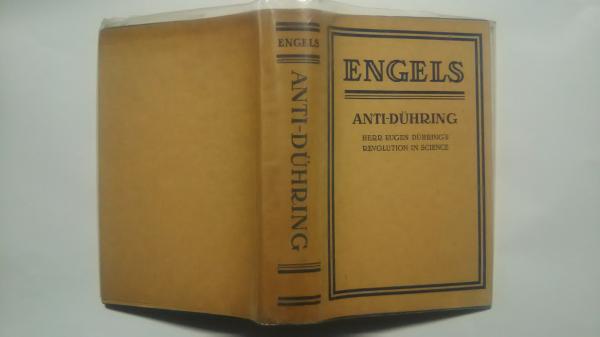 ENGELS
ANTI-DÜHRING
ENGELS
ANTI-DÜHRING
HERR EUGEN DÜHRING'S
REVOLUTION IN SCIENCE